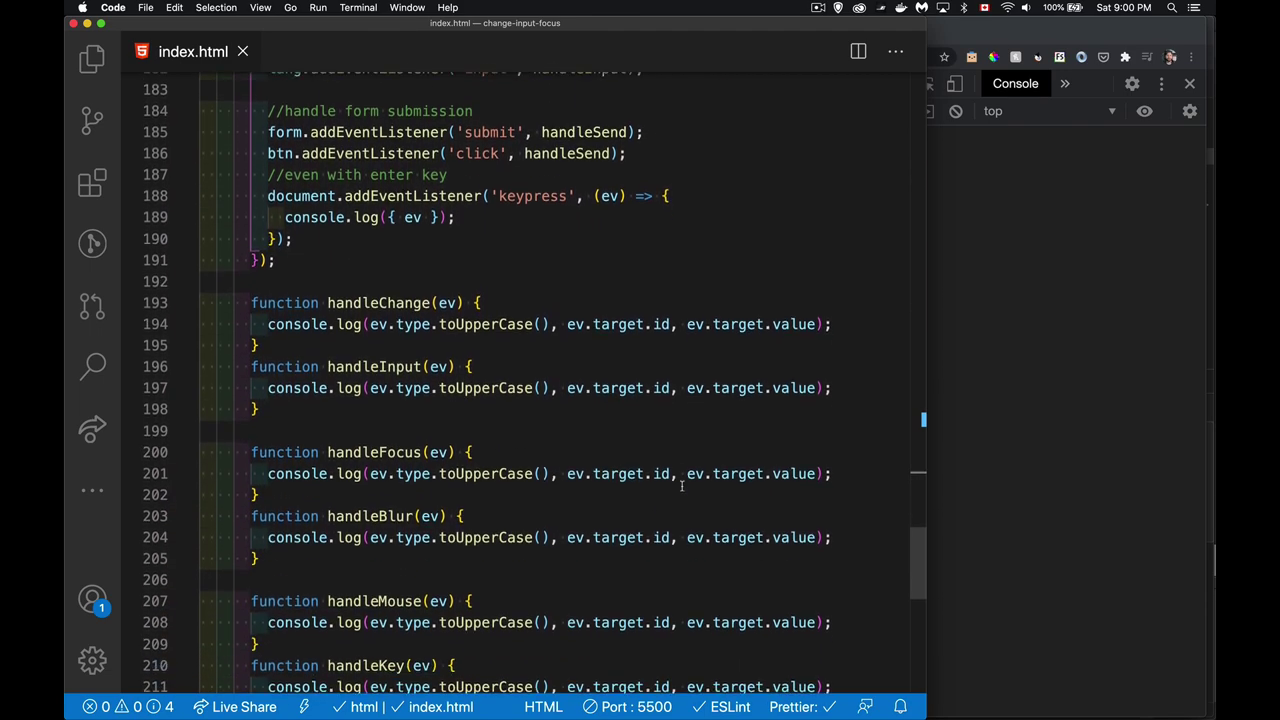 Code File Edit Selection View Go Run Terminal Window Help 100% Sat 9:00 PM
index.html — change-input-focus
index.html
Console
top
183
184 //handle form submission
185 form.addEventListener('submit', handleSend);
186 btn.addEventListener('click', handleSend);
187 //even with enter key
188 document.addEventListener('keypress', (ev) => {
189 console.log({ ev });
190 });
191 });
192
193 function handleChange(ev) {
194 console.log(ev.type.toUpperCase(), ev.target.id, ev.target.value);
195 }
196 function handleInput(ev) {
197 console.log(ev.type.toUpperCase(), ev.target.id, ev.target.value);
198 }
199
200 function handleFocus(ev) {
201 console.log(ev.type.toUpperCase(), ev.target.id, ev.target.value);
202 }
203 function handleBlur(ev) {
204 console.log(ev.type.toUpperCase(), ev.target.id, ev.target.value);
205 }
206
207 function handleMouse(ev) {
208 console.log(ev.type.toUpperCase(), ev.target.id, ev.target.value);
209 }
210 function handleKey(ev) {
211 console.log(ev.type.toUpperCase(), ev.target.id, ev.target.value);
1
0 0 4 Live Share html | index.html HTML Port : 5500 ESLint Prettier: